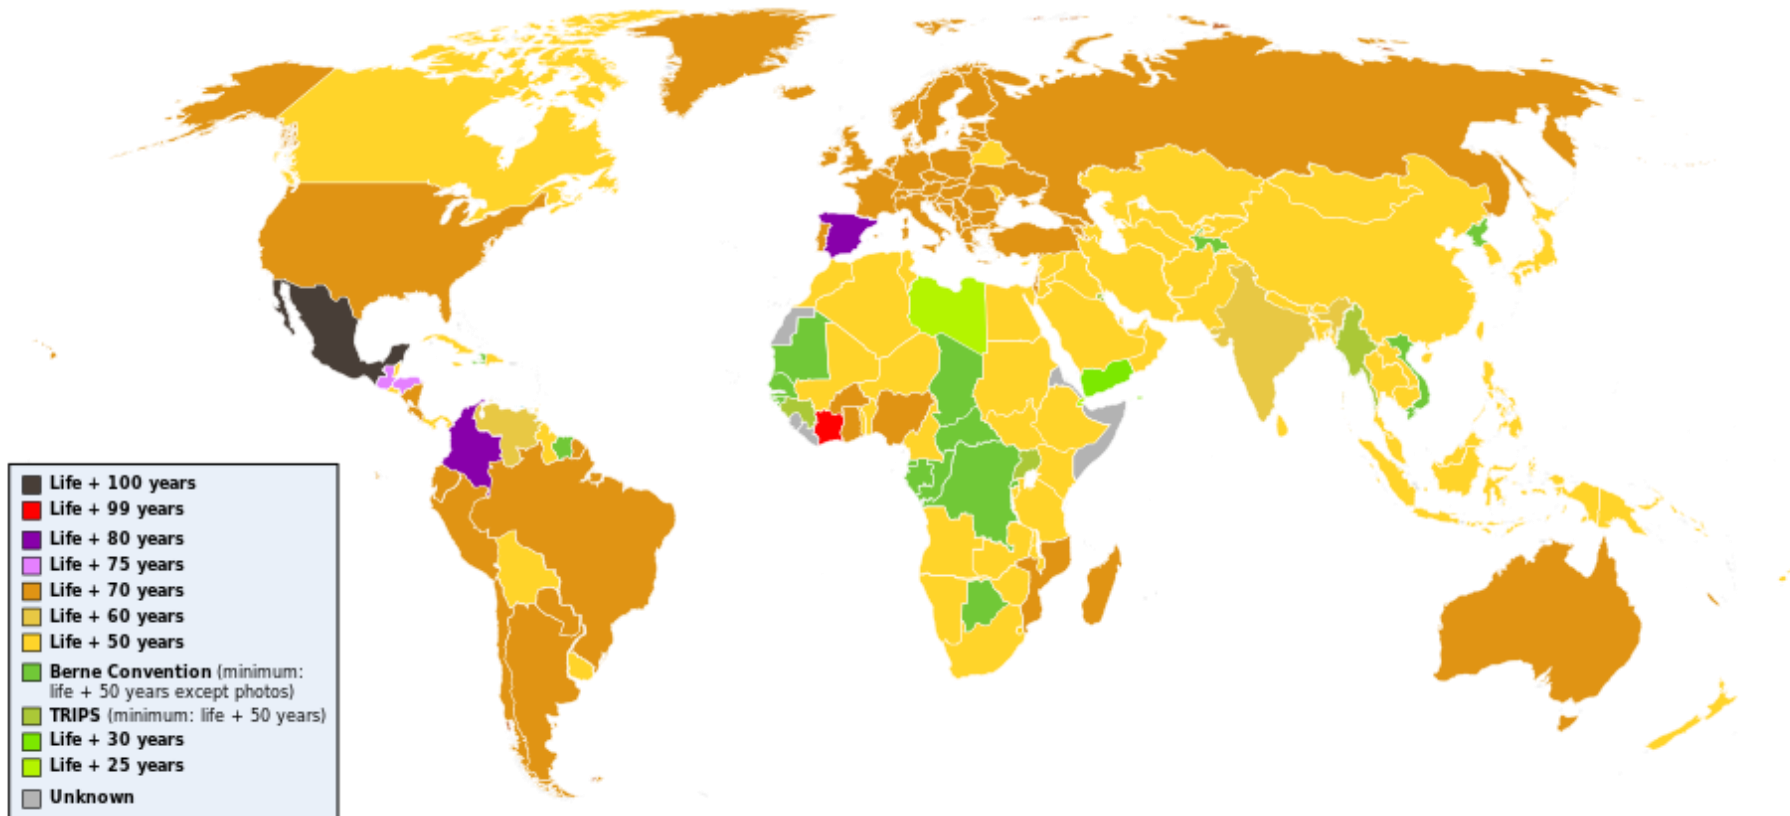 Life + 100 years
Life + 99 years
Life + 80 years
Life + 75 years
Life + 70 years
Life + 60 years
Life + 50 years
Berne Convention (minimum:
life + 50 years except photos)
TRIPS (minimum: life + 50 years)
Life + 30 years
Life + 25 years
Unknown